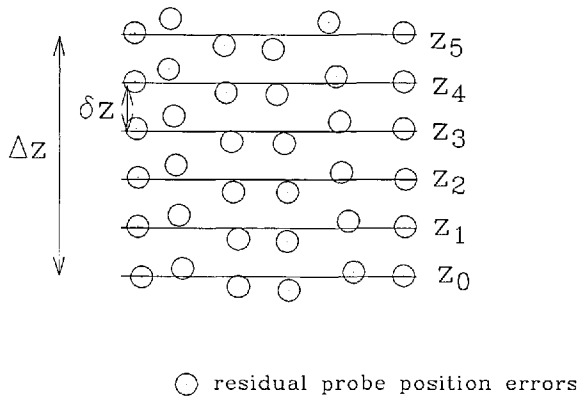 z₅
z₄
δz
z₃
Δz
z₂
z₁
z₀
residual probe position errors